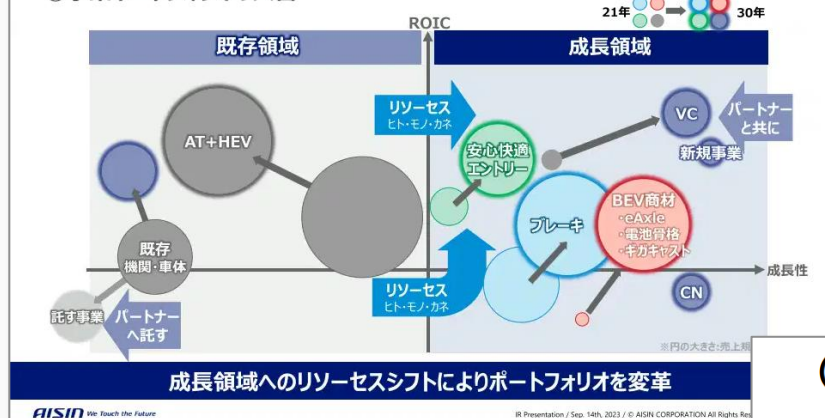 21年
30年
ROIC
既存領域
成長領域
リソーセス
ヒト・モノ・カネ
パートナー
と共に
VC
新規事業
AT+HEV
安心快適
エントリー
BEV商材
・eAxle
・電池骨格
・ギガキャスト
ブレーキ
既存
機関・車体
成長性
リソーセス
ヒト・モノ・カネ
CN
託す事業
パートナー
へ託す
※円の大きさ:売上
成長領域へのリソーセスシフトによりポートフォリオを変革
AISIN We Touch the Future
IR Presentation / Sep. 14th, 2023 / © AISIN CORPORATION All Rights